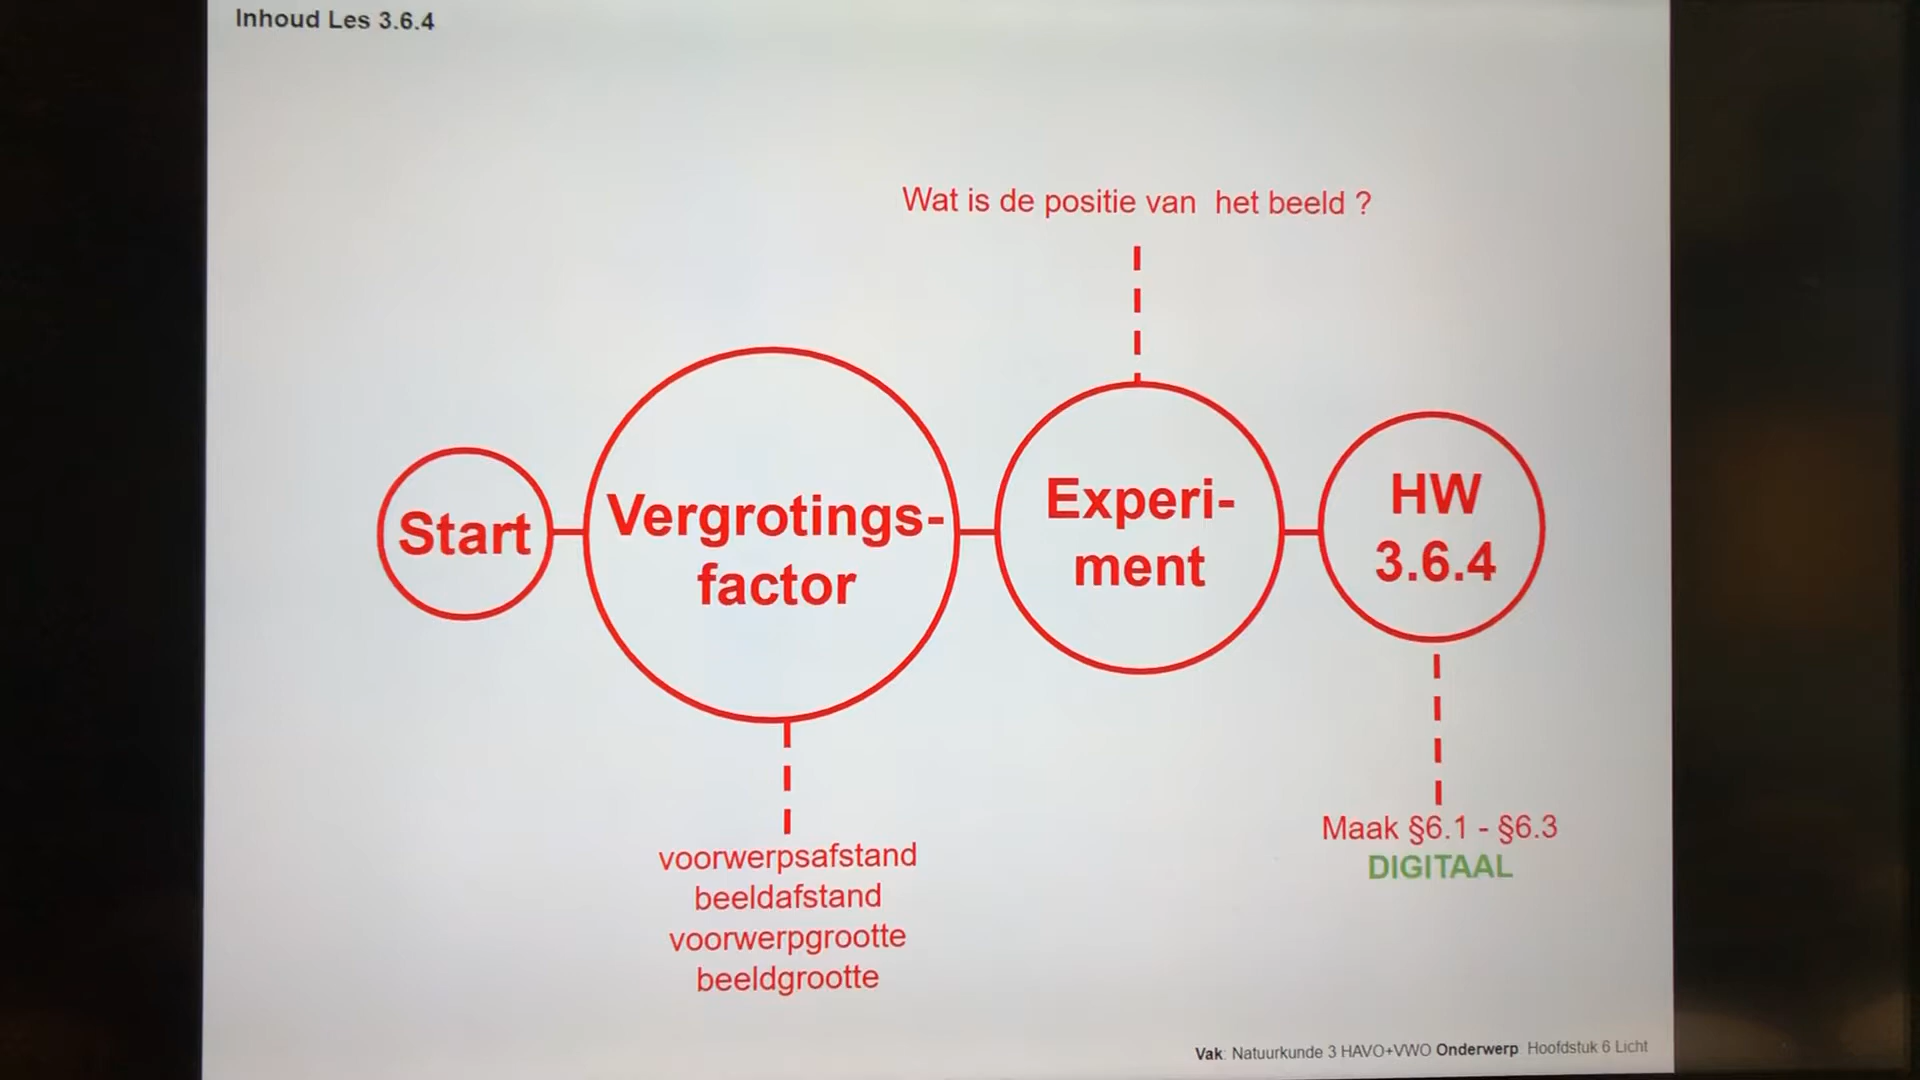 Inhoud Les 3.6.4
Wat is de positie van het beeld ?
Start
Vergrotings-
factor
Experi-
ment
HW
3.6.4
voorwerpsafstand
beeldafstand
voorwerpgrootte
beeldgrootte
Maak §6.1 - §6.3
DIGITAAL
Vak: Natuurkunde 3 HAVO+VWO Onderwerp: Hoofdstuk 6 Licht